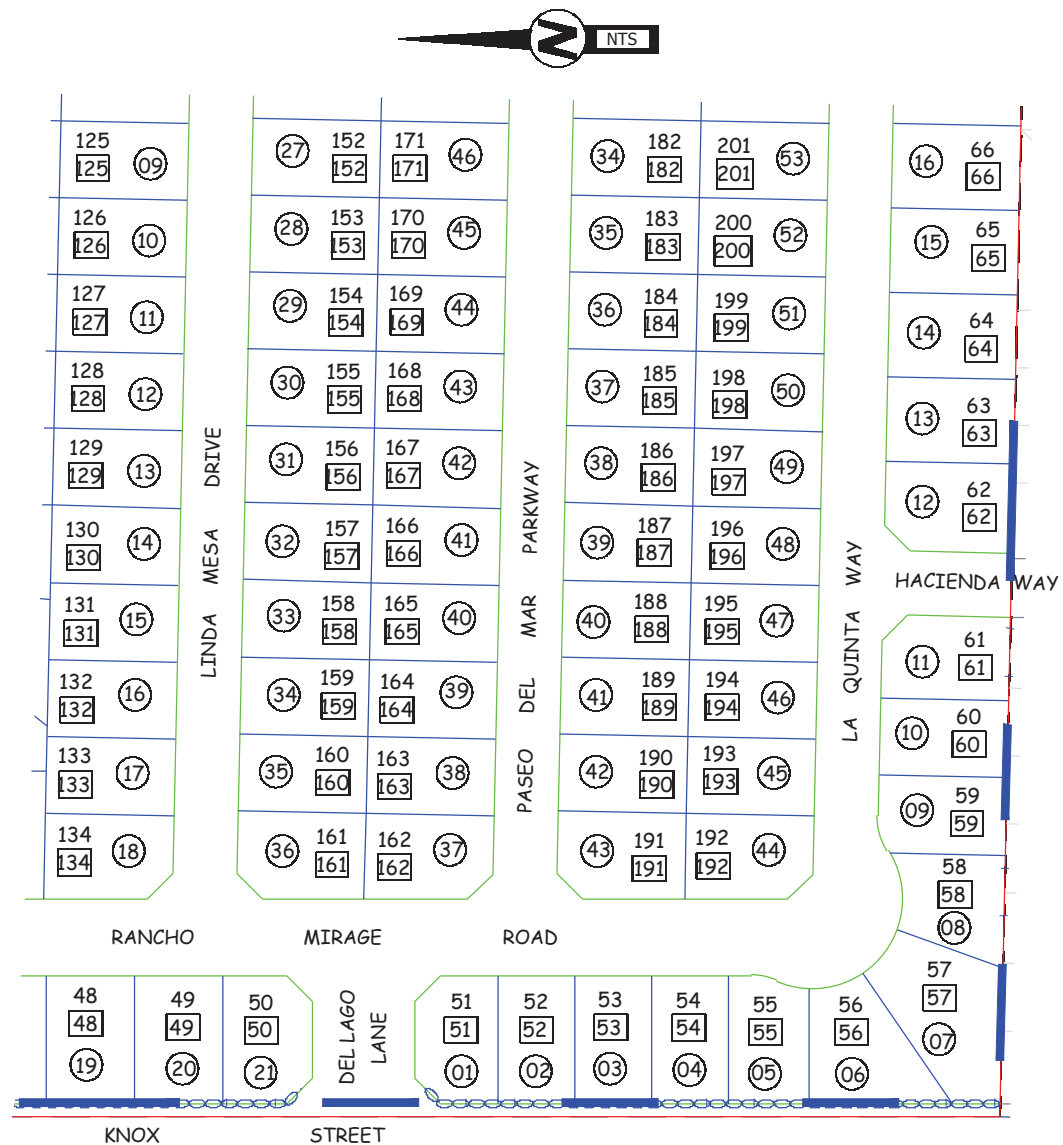 N NTS
125 152 171 182 201 66
125 09 27 152 171 46 34 182 201 53 16 66
126 153 170 183 200 65
126 10 28 153 170 45 35 183 200 52 15 65
127 154 169 184 199 64
127 11 29 154 169 44 36 184 199 51 14 64
128 155 168 185 198 63
128 12 30 155 168 43 37 185 198 50 13 63
129 156 167 186 197 62
129 13 31 156 167 42 38 186 197 49 12 62
130 157 166 187 196
130 14 32 157 166 41 39 187 196 48
HACIENDA WAY
131 158 165 188 195 61
131 15 33 158 165 40 40 188 195 47 11 61
132 159 164 189 194 60
132 16 34 159 164 39 41 189 194 46 10 60
133 160 163 190 193 59
133 17 35 160 163 38 42 190 193 45 09 59
134 161 162 191 192 58
134 18 36 161 162 37 43 191 192 44 58
08
LINDA MESA DRIVE
PASEO DEL MAR PARKWAY
LA QUINTA WAY
RANCHO MIRAGE ROAD
48 49 50 51 52 53 54 55 56 57
48 49 50 51 52 53 54 55 56 57
19 20 21 01 02 03 04 05 06 07
DEL LAGO
LANE
KNOX STREET